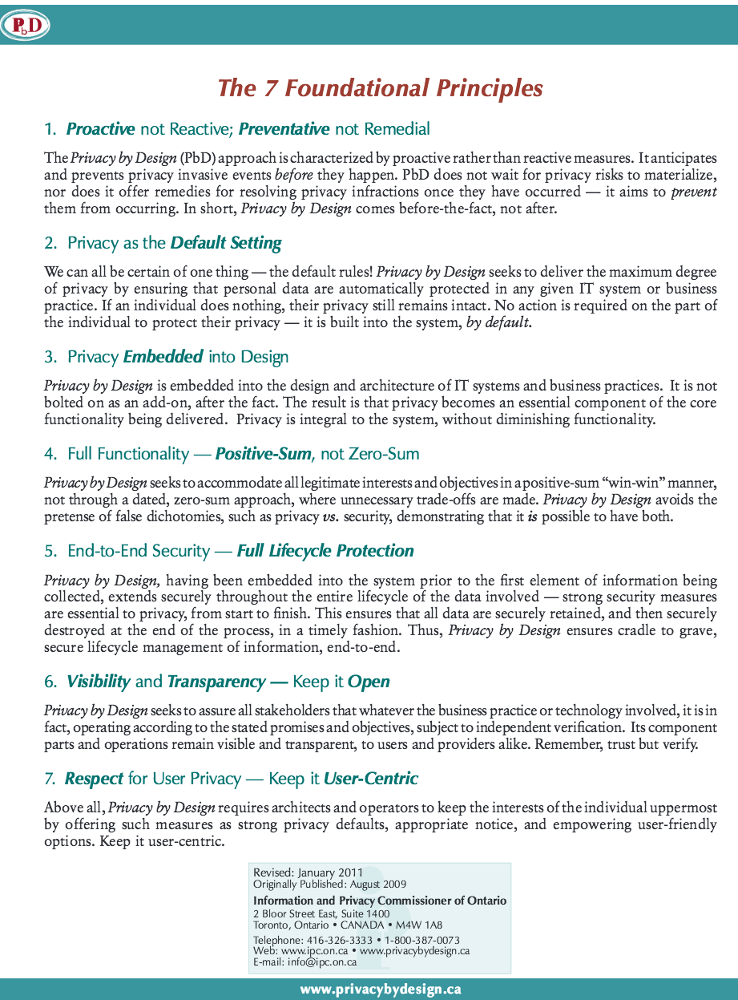 PbD
The 7 Foundational Principles
1. Proactive not Reactive; Preventative not Remedial
The Privacy by Design (PbD) approach is characterized by proactive rather than reactive measures. It anticipates
and prevents privacy invasive events before they happen. PbD does not wait for privacy risks to materialize,
nor does it offer remedies for resolving privacy infractions once they have occurred — it aims to prevent
them from occurring. In short, Privacy by Design comes before-the-fact, not after.
2. Privacy as the Default Setting
We can all be certain of one thing — the default rules! Privacy by Design seeks to deliver the maximum degree
of privacy by ensuring that personal data are automatically protected in any given IT system or business
practice. If an individual does nothing, their privacy still remains intact. No action is required on the part of
the individual to protect their privacy — it is built into the system, by default.
3. Privacy Embedded into Design
Privacy by Design is embedded into the design and architecture of IT systems and business practices. It is not
bolted on as an add-on, after the fact. The result is that privacy becomes an essential component of the core
functionality being delivered. Privacy is integral to the system, without diminishing functionality.
4. Full Functionality — Positive-Sum, not Zero-Sum
Privacy by Design seeks to accommodate all legitimate interests and objectives in a positive-sum “win-win” manner,
not through a dated, zero-sum approach, where unnecessary trade-offs are made. Privacy by Design avoids the
pretense of false dichotomies, such as privacy vs. security, demonstrating that it is possible to have both.
5. End-to-End Security — Full Lifecycle Protection
Privacy by Design, having been embedded into the system prior to the first element of information being
collected, extends securely throughout the entire lifecycle of the data involved — strong security measures
are essential to privacy, from start to finish. This ensures that all data are securely retained, and then securely
destroyed at the end of the process, in a timely fashion. Thus, Privacy by Design ensures cradle to grave,
secure lifecycle management of information, end-to-end.
6. Visibility and Transparency — Keep it Open
Privacy by Design seeks to assure all stakeholders that whatever the business practice or technology involved, it is in
fact, operating according to the stated promises and objectives, subject to independent verification. Its component
parts and operations remain visible and transparent, to users and providers alike. Remember, trust but verify.
7. Respect for User Privacy — Keep it User-Centric
Above all, Privacy by Design requires architects and operators to keep the interests of the individual uppermost
by offering such measures as strong privacy defaults, appropriate notice, and empowering user-friendly
options. Keep it user-centric.
Revised: January 2011
Originally Published: August 2009
Information and Privacy Commissioner of Ontario
2 Bloor Street East, Suite 1400
Toronto, Ontario • CANADA • M4W 1A8
Telephone: 416-326-3333 • 1-800-387-0073
Web: www.ipc.on.ca • www.privacybydesign.ca
E-mail: info@ipc.on.ca
www.privacybydesign.ca